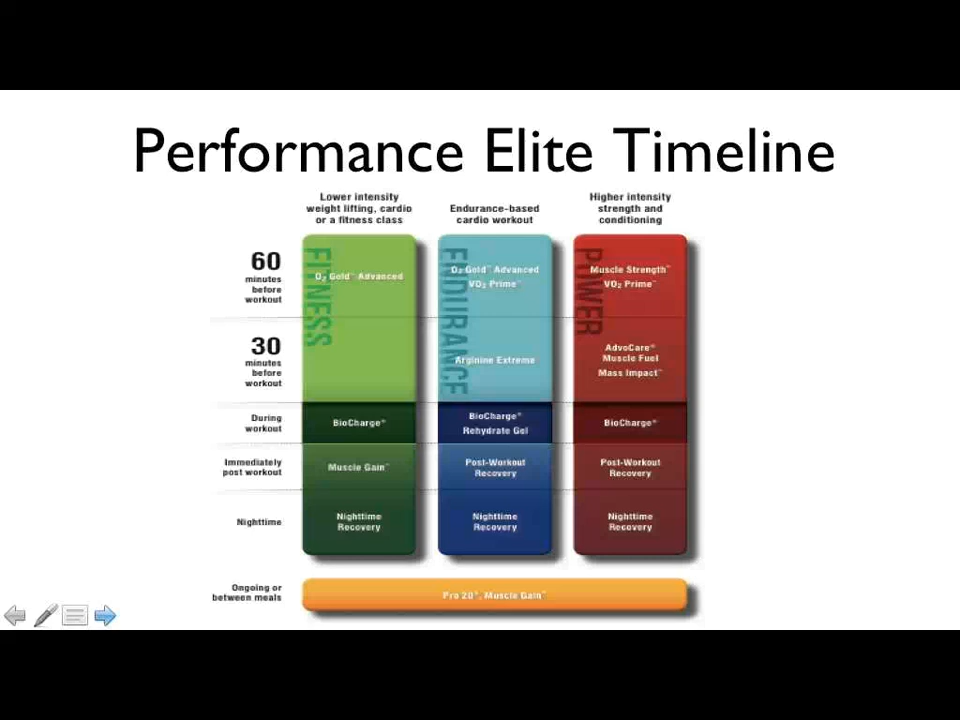 Performance Elite Timeline
Lower intensity
weight lifting, cardio
or a fitness class
Endurance-based
cardio workout
Higher intensity
strength and
conditioning
FITNESS
ENDURANCE
POWER
60
minutes
before
workout
O₂ Gold™ Advanced
O₂ Gold™ Advanced
VO₂ Prime™
Muscle Strength™
VO₂ Prime™
30
minutes
before
workout
Arginine Extreme
AdvoCare®
Muscle Fuel
Mass Impact™
During
workout
BioCharge®
BioCharge®
Rehydrate Gel
BioCharge®
Immediately
post workout
Muscle Gain™
Post-Workout
Recovery
Post-Workout
Recovery
Nighttime
Nighttime
Recovery
Nighttime
Recovery
Nighttime
Recovery
Ongoing or
between meals
Pro 20®, Muscle Gain™